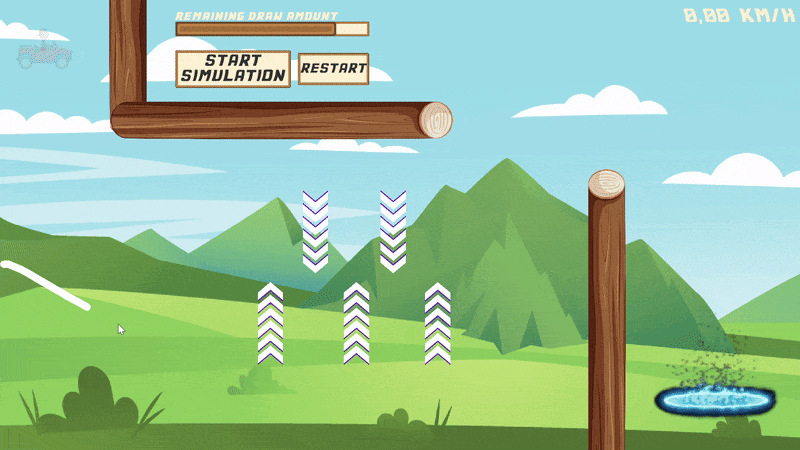 REMAINING DRAW AMOUNT
0,00 KM/H
START
SIMULATION
RESTART